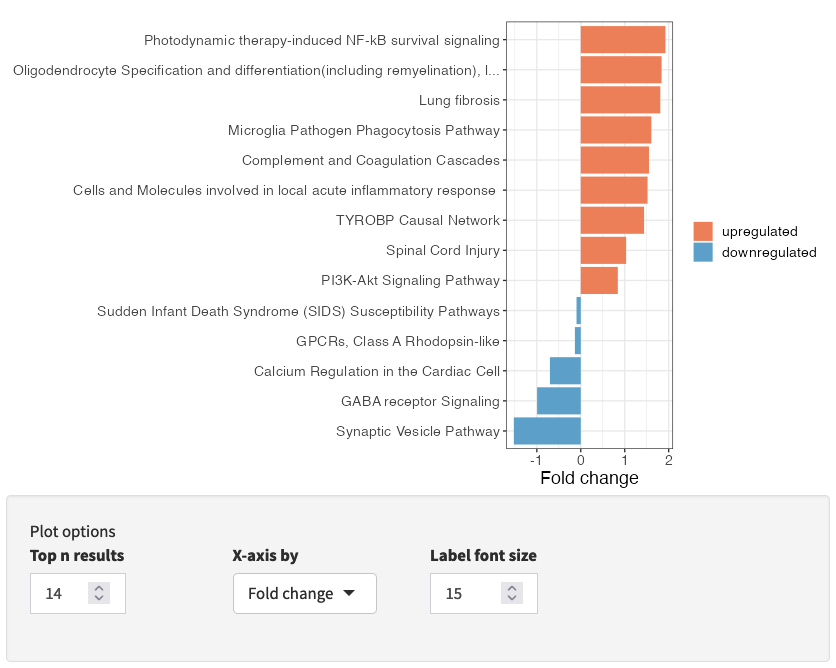 Photodynamic therapy-induced NF-kB survival signaling
Oligodendrocyte Specification and differentiation(including remyelination), l...
Lung fibrosis
Microglia Pathogen Phagocytosis Pathway
Complement and Coagulation Cascades
Cells and Molecules involved in local acute inflammatory response
TYROBP Causal Network
Spinal Cord Injury
PI3K-Akt Signaling Pathway
Sudden Infant Death Syndrome (SIDS) Susceptibility Pathways
GPCRs, Class A Rhodopsin-like
Calcium Regulation in the Cardiac Cell
GABA receptor Signaling
Synaptic Vesicle Pathway
-1 0 1 2
Fold change
upregulated
downregulated
Plot options
Top n results X-axis by Label font size
14 Fold change 15